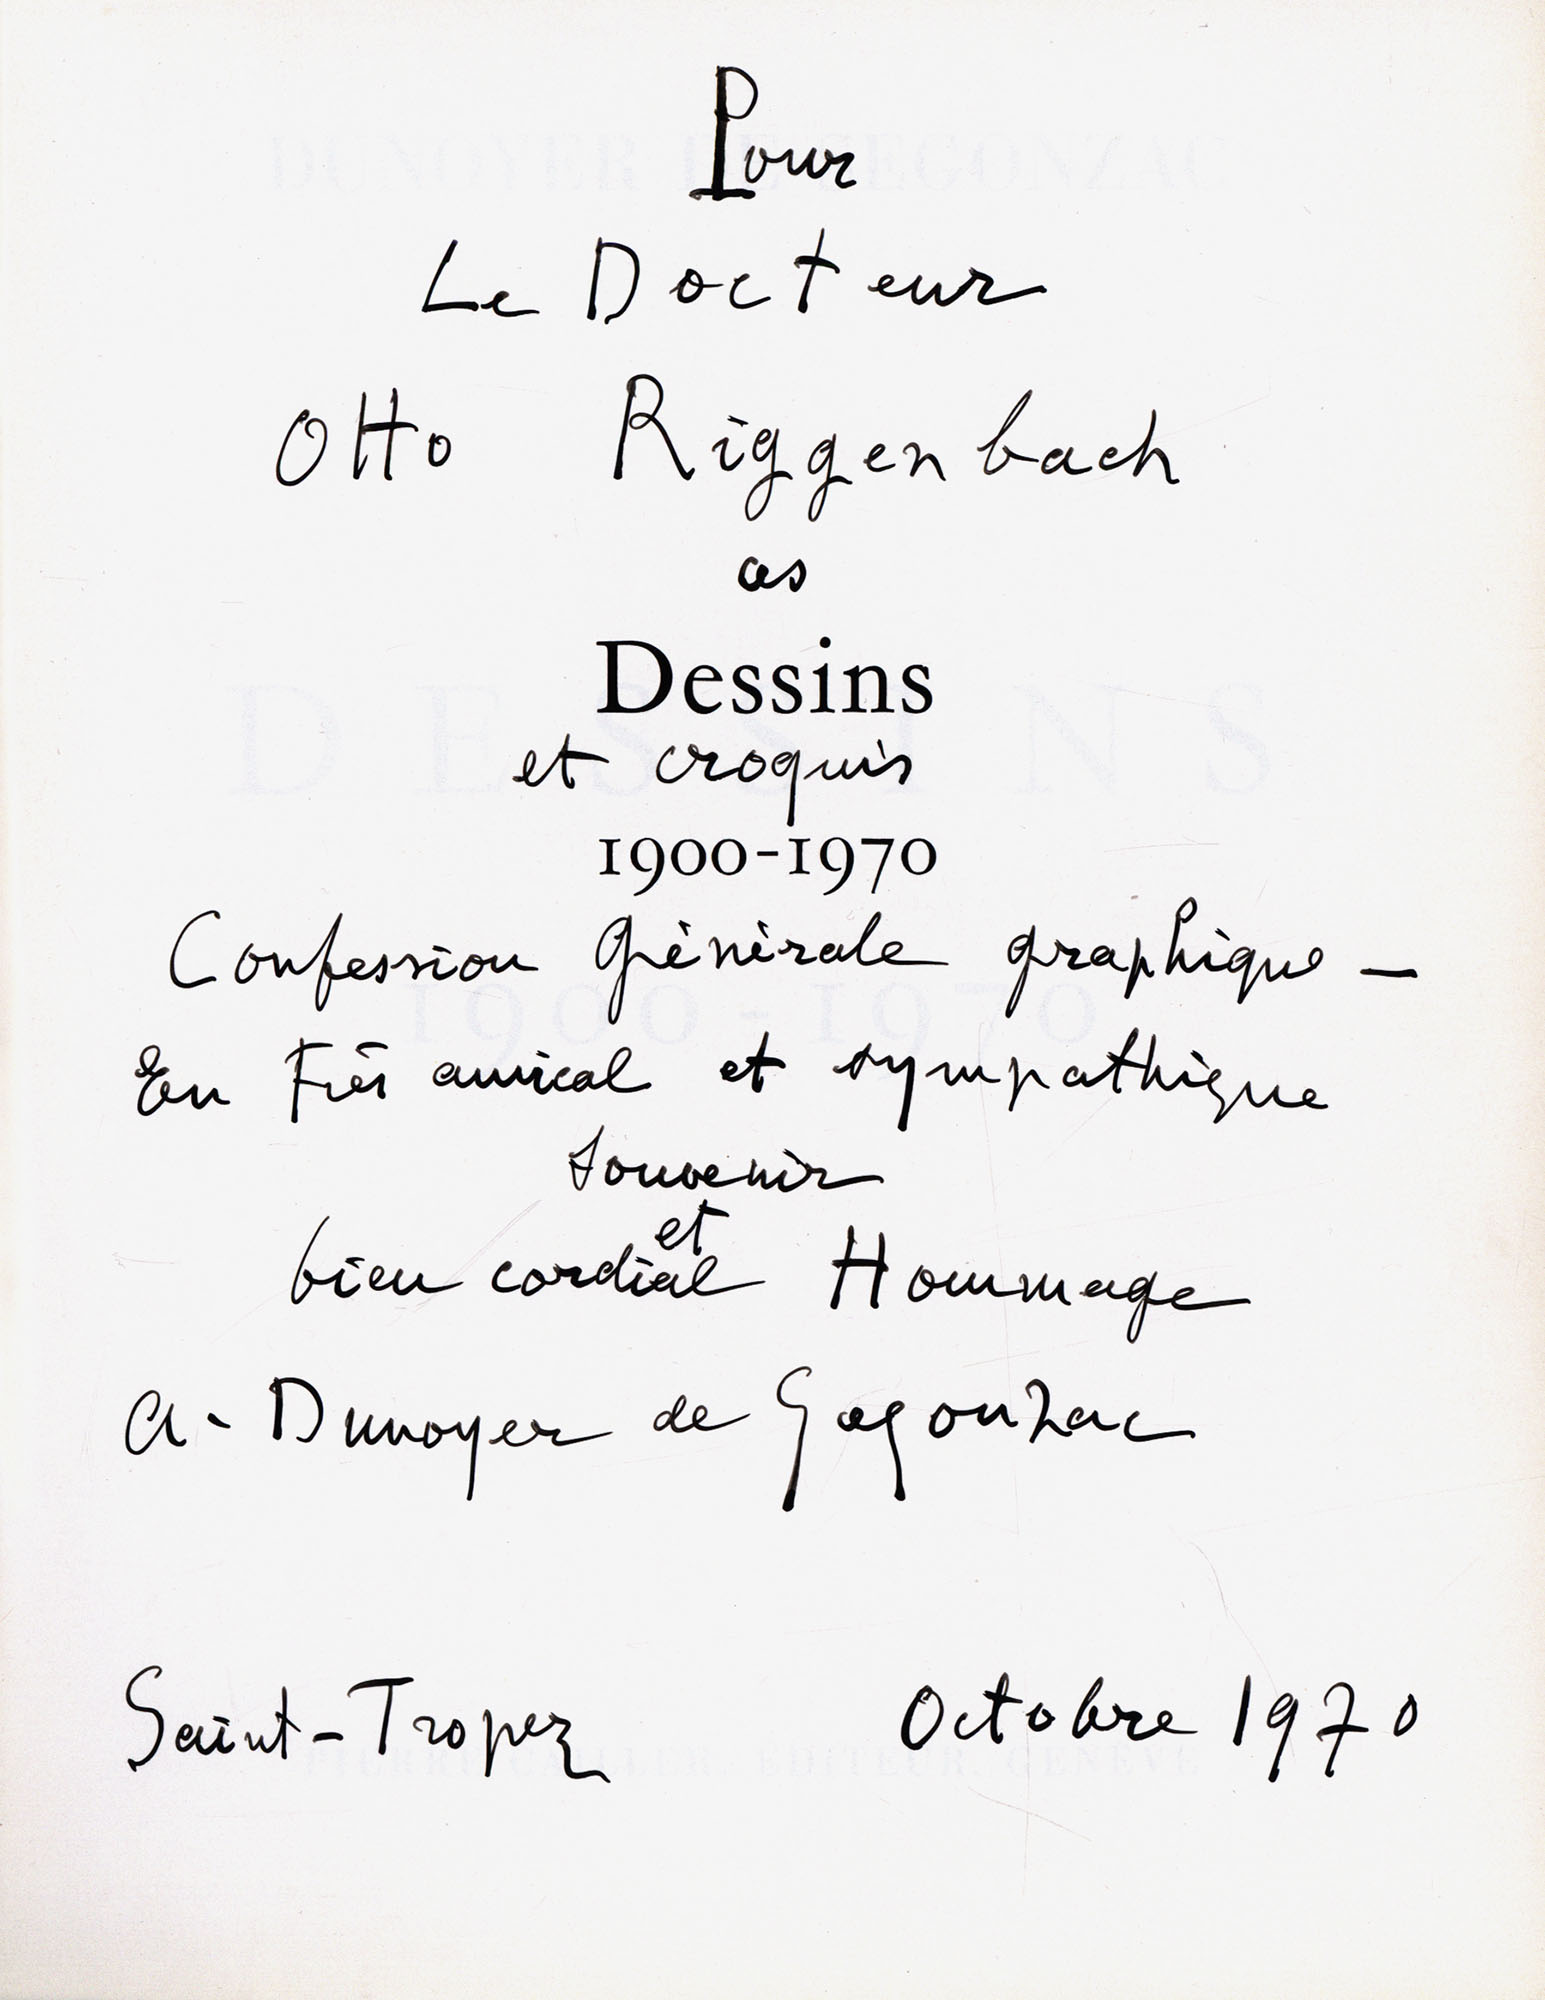 Pour
Le Docteur
Otto Riggenbach
ces
Dessins
et croquis
1900-1970
Confession Générale graphique —
En Très amical et sympathique
souvenir
et
bien cordial Hommage
A- Dunoyer de Segonzac
Saint-Tropez Octobre 1970